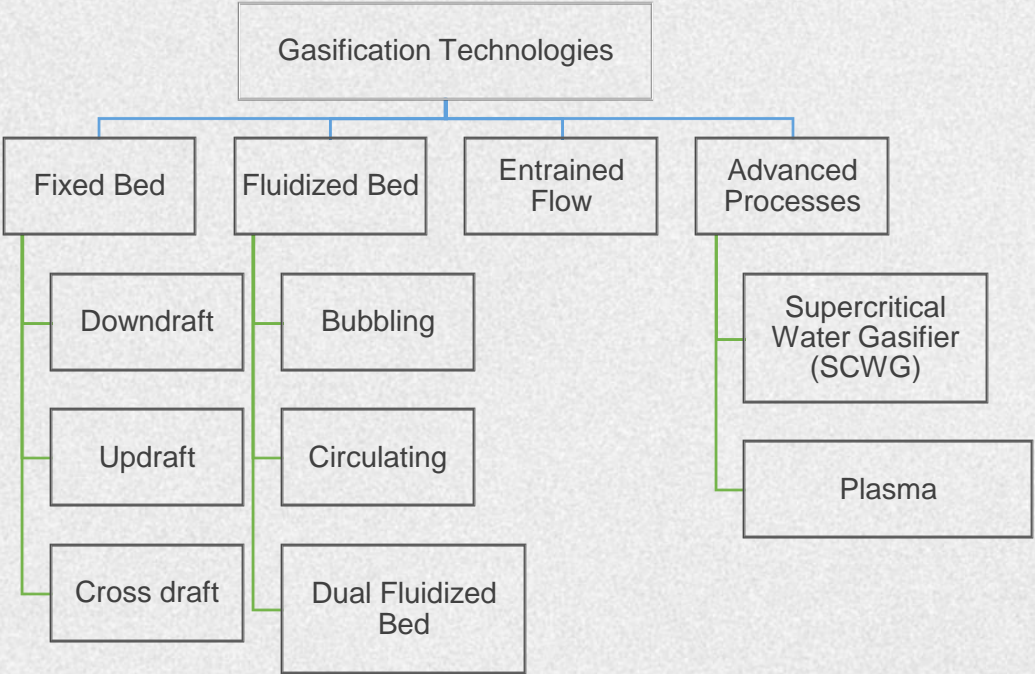 Gasification Technologies
Fixed Bed
Fluidized Bed
Entrained
Flow
Advanced
Processes
Downdraft
Bubbling
Supercritical
Water Gasifier
(SCWG)
Updraft
Circulating
Plasma
Cross draft
Dual Fluidized
Bed